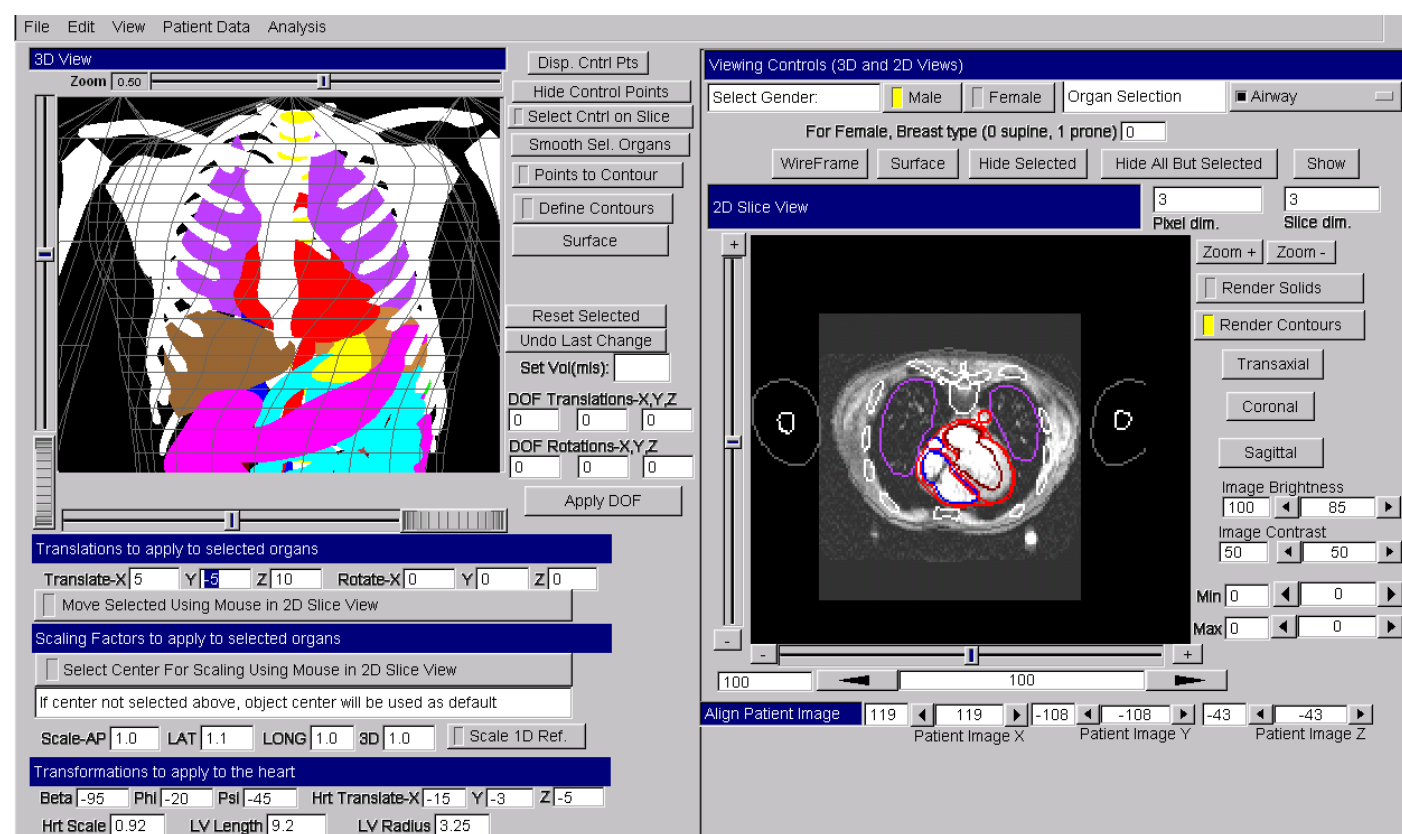 File Edit View Patient Data Analysis
3D View
Zoom 0.50
Disp. Cntrl Pts
Hide Control Points
Select Cntrl on Slice
Smooth Sel. Organs
Points to Contour
Define Contours
Surface
Reset Selected
Undo Last Change
Set Vol(mls):
DOF Translations-X,Y,Z
0 0 0
DOF Rotations-X,Y,Z
0 0 0
Apply DOF
Translations to apply to selected organs
Translate-X 5 Y -5 Z 10 Rotate-X 0 Y 0 Z 0
Move Selected Using Mouse in 2D Slice View
Scaling Factors to apply to selected organs
Select Center For Scaling Using Mouse in 2D Slice View
If center not selected above, object center will be used as default
Scale-AP 1.0 LAT 1.1 LONG 1.0 3D 1.0 Scale 1D Ref.
Transformations to apply to the heart
Beta -95 Phi -20 Psi -45 Hrt Translate-X -15 Y -3 Z -5
Hrt Scale 0.92 LV Length 9.2 LV Radius 3.25
Viewing Controls (3D and 2D Views)
Select Gender: Male Female Organ Selection Airway
For Female, Breast type (0 supine, 1 prone) 0
WireFrame Surface Hide Selected Hide All But Selected Show
2D Slice View
3 3
Pixel dim. Slice dim.
+
Zoom + Zoom -
Render Solids
Render Contours
Transaxial
Coronal
Sagittal
Image Brightness
100 85
Image Contrast
50 50
Min 0 0
Max 0 0
-
- +
100 100
Align Patient Image 119 119 -108 -108 -43 -43
Patient Image X Patient Image Y Patient Image Z